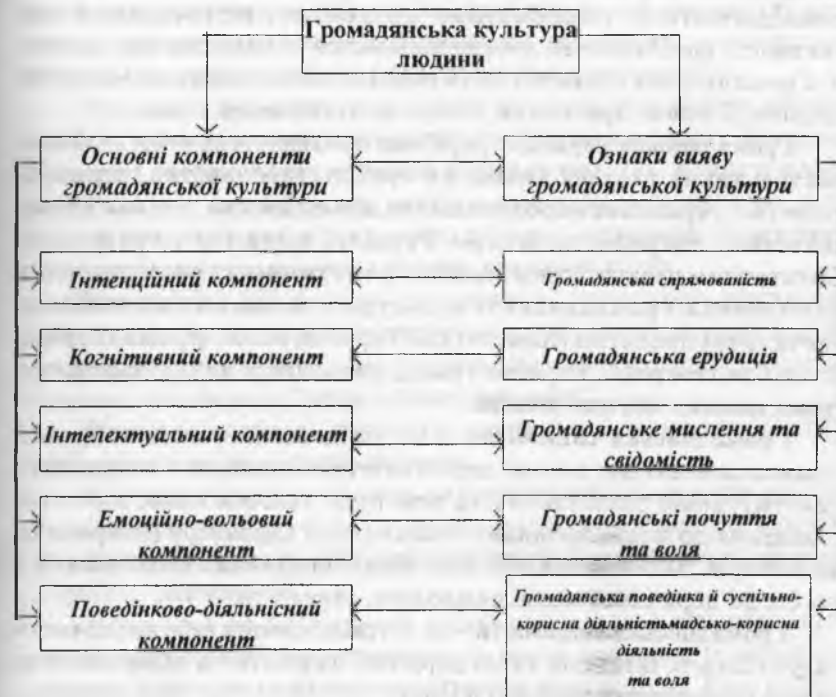 Громадянська культура
людини
Основні компоненти
громадянської культури
Ознаки вияву
громадянської культури
Інтенційний компонент
Громадянська спрямованість
Когнітивний компонент
Громадянська ерудиція
Інтелектуальний компонент
Громадянське мислення та
свідомість
Емоційно-вольовий
компонент
Громадянські почуття
та воля
Поведінково-діяльнісний
компонент
Громадянська поведінка й суспільно-
корисна діяльністьмадсько-корисна
діяльність
та воля